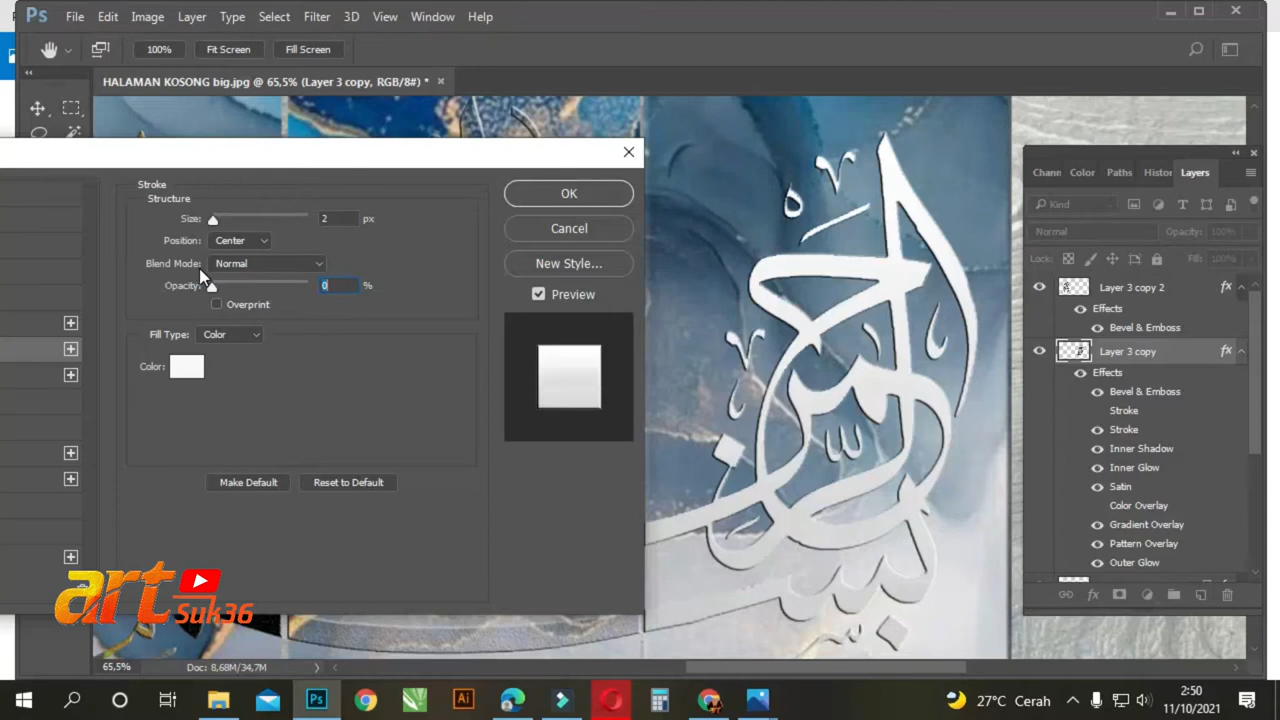 Ps File Edit Image Layer Type Select Filter 3D View Window Help
100% Fit Screen Fill Screen
HALAMAN KOSONG big.jpg @ 65,5% (Layer 3 copy, RGB/8#) *
Stroke
Structure
Size: 2 px
Position: Center
Blend Mode: Normal
Opacity: 0 %
Overprint
Fill Type: Color
Color:
Make Default Reset to Default
OK
Cancel
New Style...
Preview
Chann Color Paths Histor Layers
Kind
Normal Opacity: 100%
Lock: Fill: 100%
Layer 3 copy 2 fx
Effects
Bevel & Emboss
Layer 3 copy fx
Effects
Bevel & Emboss
Stroke
Stroke
Inner Shadow
Inner Glow
Satin
Color Overlay
Gradient Overlay
Pattern Overlay
Outer Glow
fx
art
Suk36
65,5% Doc: 8,68M/34,7M
Ps Ai 27°C Cerah 2:50
11/10/2021